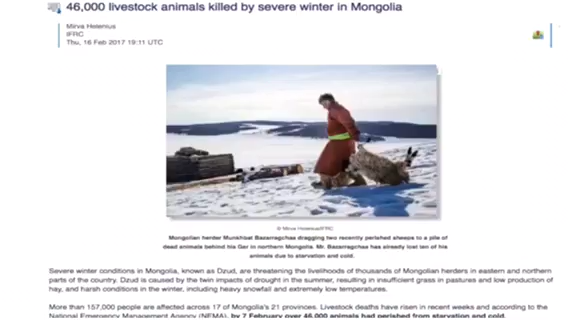 46,000 livestock animals killed by severe winter in Mongolia
Mirva Helenius
IFRC
Thu, 16 Feb 2017 19:11 UTC
© Mirva Helenius/IFRC
Mongolian herder Munkhbat Bazarragchaa dragging two recently perished sheeps to a pile of
dead animals behind his Ger in northern Mongolia. Mr. Bazarragchaa has already lost ten of his
animals due to starvation and cold.
Severe winter conditions in Mongolia, known as Dzud, are threatening the livelihoods of thousands of Mongolian herders in eastern and northern
parts of the country. Dzud is caused by the twin impacts of drought in the summer, resulting in insufficient grass in pastures and low production of
hay, and harsh conditions in the winter, including heavy snowfall and extremely low temperatures.
More than 157,000 people are affected across 17 of Mongolia's 21 provinces. Livestock deaths have risen in recent weeks and according to the
National Emergency Management Agency (NEMA), by 7 February over 46,000 animals had perished from starvation and cold.